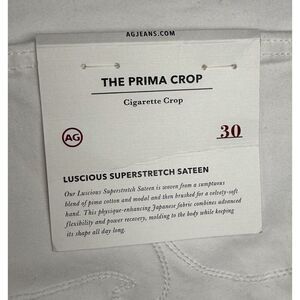 AGJEANS.COM
THE PRIMA CROP
Cigarette Crop
AG
30
LUSCIOUS SUPERSTRETCH SATEEN
Our Luscious Superstretch Sateen is woven from a sumptuous
blend of pima cotton and modal and then brushed for a velvety-soft
hand. This physique-enhancing Japanese fabric combines advanced
flexibility and power recovery, molding to the body while keeping
its shape all day long.